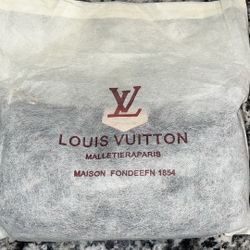 LV
LOUIS VUITTON
MALLETIERAPARIS
MAISON FONDEEFN 1854